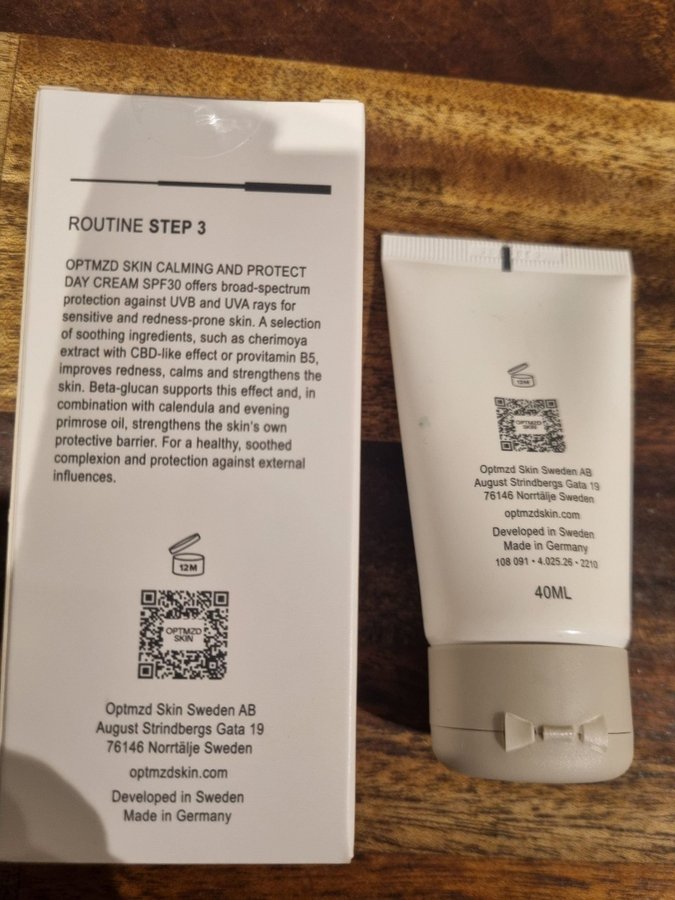 ROUTINE STEP 3
OPTMZD SKIN CALMING AND PROTECT
DAY CREAM SPF30 offers broad-spectrum
protection against UVB and UVA rays for
sensitive and redness-prone skin. A selection
of soothing ingredients, such as cherimoya
extract with CBD-like effect or provitamin B5,
improves redness, calms and strengthens the
skin. Beta-glucan supports this effect and, in
combination with calendula and evening
primrose oil, strengthens the skin's own
protective barrier. For a healthy, soothed
complexion and protection against external
influences.
12M
OPTMZD
SKIN
Optmzd Skin Sweden AB
August Strindbergs Gata 19
76146 Norrtälje Sweden
optmzdskin.com
Developed in Sweden
Made in Germany
12M
OPTMZD
SKIN
Optmzd Skin Sweden AB
August Strindbergs Gata 19
76146 Norrtälje Sweden
optmzdskin.com
Developed in Sweden
Made in Germany
108 091 • 4.025.26 • 2210
40ML